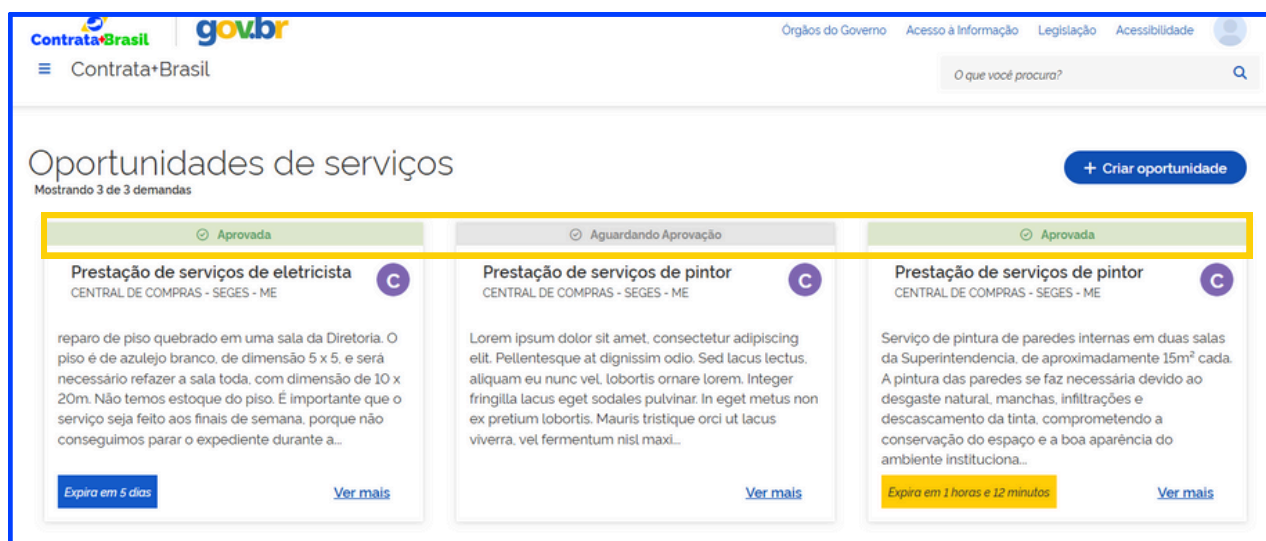 Contrata+Brasil
gov.br
Órgãos do Governo Acesso à Informação Legislação Acessibilidade
Contrata+Brasil
O que você procura?
Oportunidades de serviços
Mostrando 3 de 3 demandas
+ Criar oportunidade
Aprovada
Prestação de serviços de eletricista
CENTRAL DE COMPRAS - SEGES - ME
C
reparo de piso quebrado em uma sala da Diretoria. O
piso é de azulejo branco, de dimensão 5 x 5, e será
necessário refazer a sala toda, com dimensão de 10 x
20m. Não temos estoque do piso. É importante que o
serviço seja feito aos finais de semana, porque não
conseguimos parar o expediente durante a...
Expira em 5 dias
Ver mais
Aguardando Aprovação
Prestação de serviços de pintor
CENTRAL DE COMPRAS - SEGES - ME
C
Lorem ipsum dolor sit amet, consectetur adipiscing
elit. Pellentesque at dignissim odio. Sed lacus lectus,
aliquam eu nunc vel, lobortis ornare lorem. Integer
fringilla lacus eget sodales pulvinar. In eget metus non
ex pretium lobortis. Mauris tristique orci ut lacus
viverra, vel fermentum nisl maxi...
Ver mais
Aprovada
Prestação de serviços de pintor
CENTRAL DE COMPRAS - SEGES - ME
C
Serviço de pintura de paredes internas em duas salas
da Superintendencia, de aproximadamente 15m² cada.
A pintura das paredes se faz necessária devido ao
desgaste natural, manchas, infiltrações e
descascamento da tinta, comprometendo a
conservação do espaço e a boa aparência do
ambiente instituciona...
Expira em 1 horas e 12 minutos
Ver mais